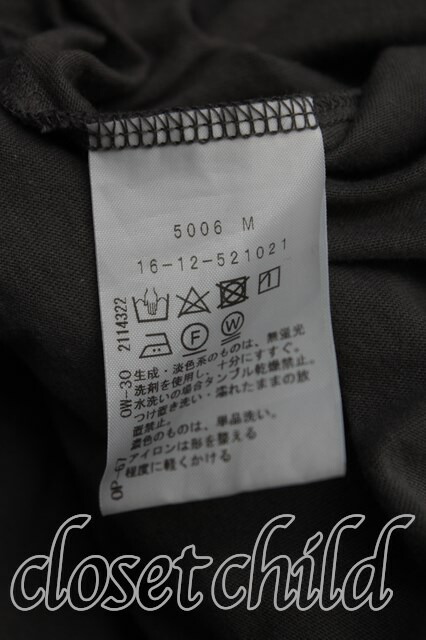 5006 M
16-12-521021
OW-30 2114322
F
W
生成・淡色系のものは、無蛍光
洗剤を使用し、十分にすすぐ。
水洗いの場合タンブル乾燥禁止。
つけ置き洗い・濡れたままの放
置禁止。
濃色のものは、単品洗い。
アイロンは形を整える
程度に軽くかける
closet child